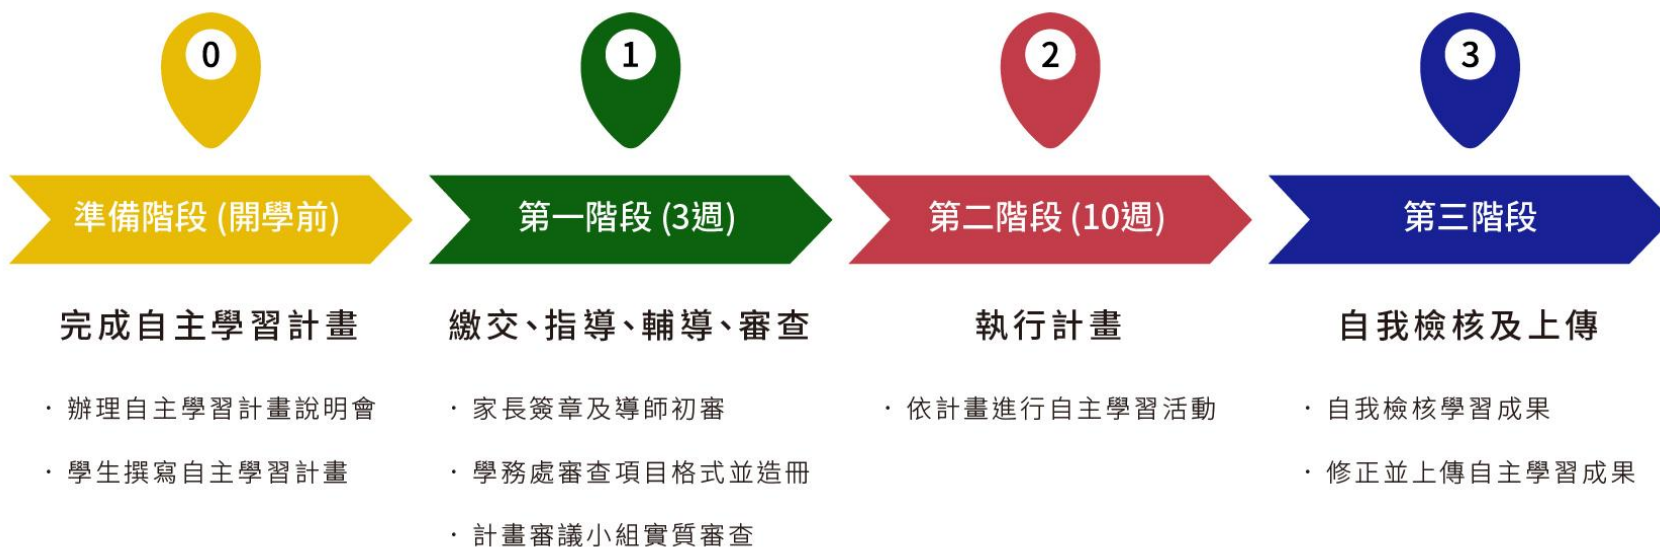 0
準備階段 (開學前)
完成自主學習計畫
· 辦理自主學習計畫說明會
· 學生撰寫自主學習計畫
1
第一階段 (3週)
繳交、指導、輔導、審查
· 家長簽章及導師初審
· 學務處審查項目格式並造冊
· 計畫審議小組實質審查
2
第二階段 (10週)
執行計畫
· 依計畫進行自主學習活動
3
第三階段
自我檢核及上傳
· 自我檢核學習成果
· 修正並上傳自主學習成果